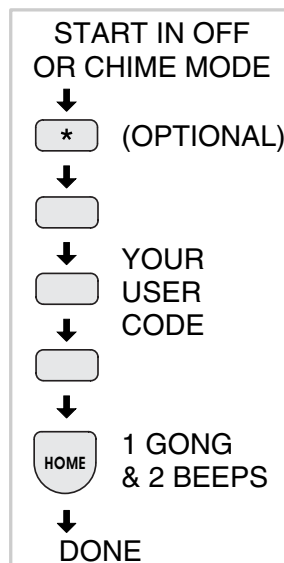 START IN OFF
OR CHIME MODE
* (OPTIONAL)
YOUR
USER
CODE
HOME
1 GONG
& 2 BEEPS
DONE